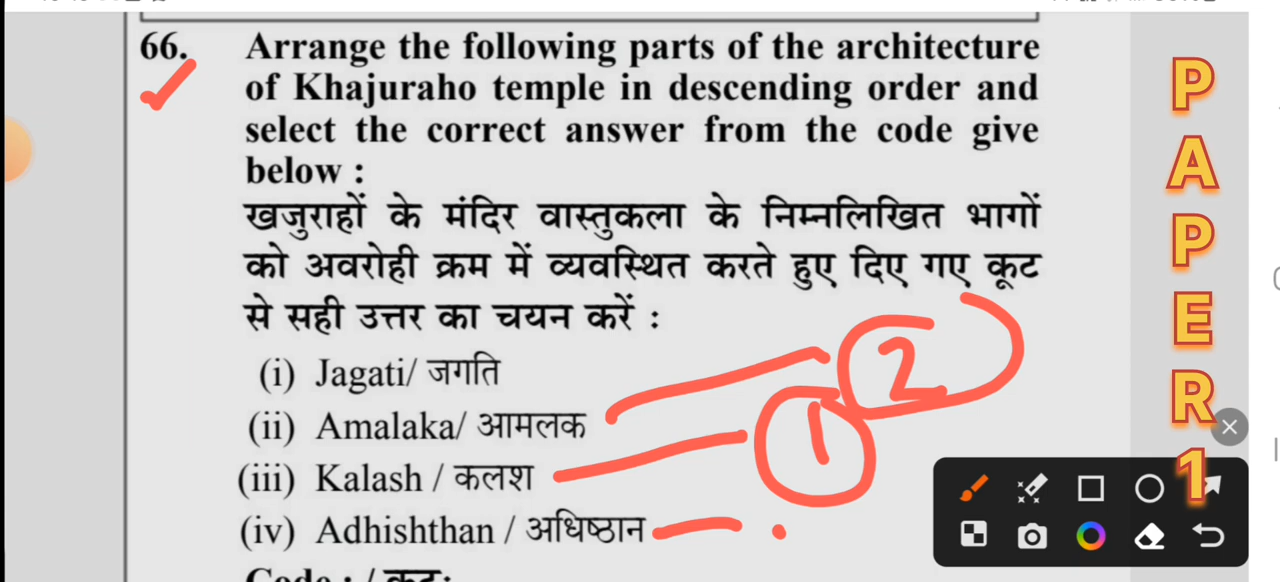 66. Arrange the following parts of the architecture
of Khajuraho temple in descending order and
select the correct answer from the code give
below :
खजुराहों के मंदिर वास्तुकला के निम्नलिखित भागों
को अवरोही क्रम में व्यवस्थित करते हुए दिए गए कूट
से सही उत्तर का चयन करें :
(i) Jagati/ जगति
(ii) Amalaka/ आमलक
(iii) Kalash / कलश
(iv) Adhishthan / अधिष्ठान
Code : / कूट:
2
1
PAPER1